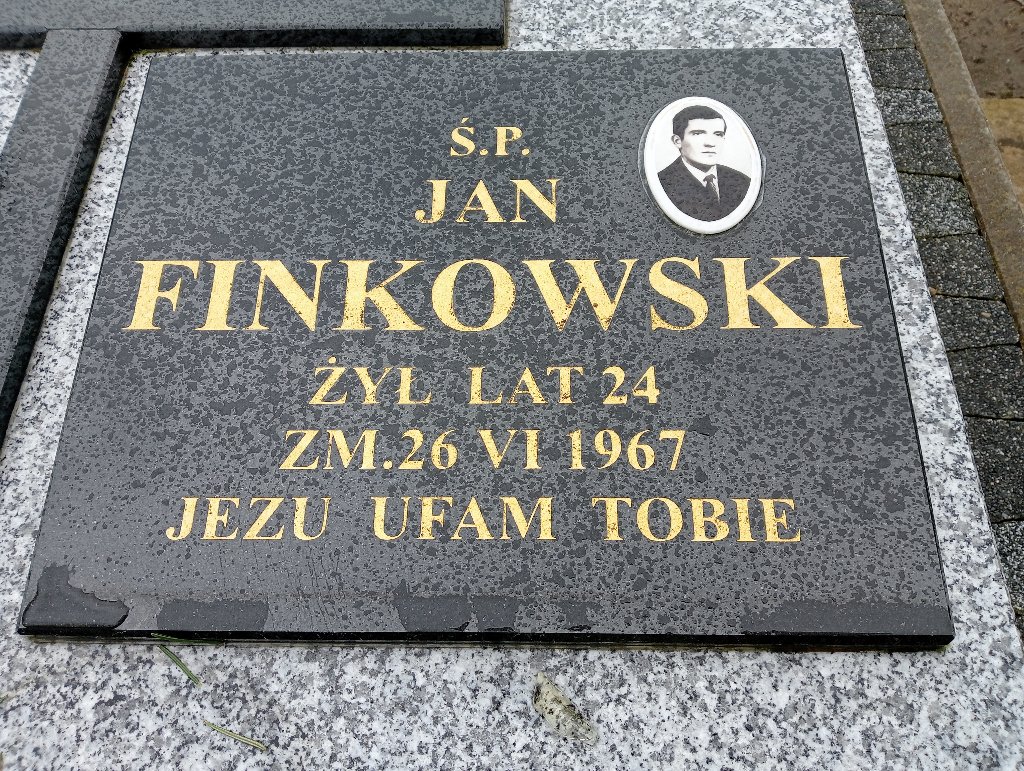 Ś.P.
JAN
FINKOWSKI
ŻYŁ LAT 24
ZM.26 VI 1967
JEZU UFAM TOBIE